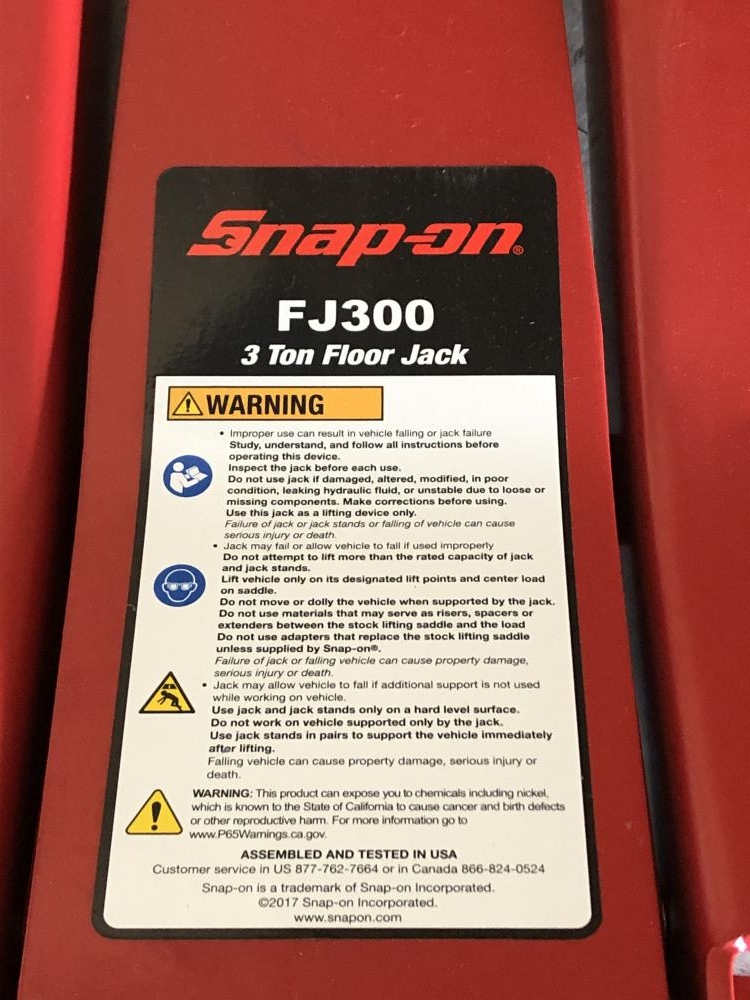 Snap-on®
FJ300
3 Ton Floor Jack
WARNING
• Improper use can result in vehicle falling or jack failure
Study, understand, and follow all instructions before
operating this device.
Inspect the jack before each use.
Do not use jack if damaged, altered, modified, in poor
condition, leaking hydraulic fluid, or unstable due to loose or
missing components. Make corrections before using.
Use this jack as a lifting device only.
Failure of jack or jack stands or falling of vehicle can cause
serious injury or death.
• Jack may fail or allow vehicle to fall if used improperly
Do not attempt to lift more than the rated capacity of jack
and jack stands.
Lift vehicle only on its designated lift points and center load
on saddle.
Do not move or dolly the vehicle when supported by the jack.
Do not use materials that may serve as risers, spacers or
extenders between the stock lifting saddle and the load
Do not use adapters that replace the stock lifting saddle
unless supplied by Snap-on®.
Failure of jack or falling vehicle can cause property damage,
serious injury or death.
• Jack may allow vehicle to fall if additional support is not used
while working on vehicle.
Use jack and jack stands only on a hard level surface.
Do not work on vehicle supported only by the jack.
Use jack stands in pairs to support the vehicle immediately
after lifting.
Falling vehicle can cause property damage, serious injury or
death.
WARNING: This product can expose you to chemicals including nickel,
which is known to the State of California to cause cancer and birth defects
or other reproductive harm. For more information go to
www.P65Warnings.ca.gov.
ASSEMBLED AND TESTED IN USA
Customer service in US 877-762-7664 or in Canada 866-824-0524
Snap-on is a trademark of Snap-on Incorporated.
©2017 Snap-on Incorporated.
www.snapon.com